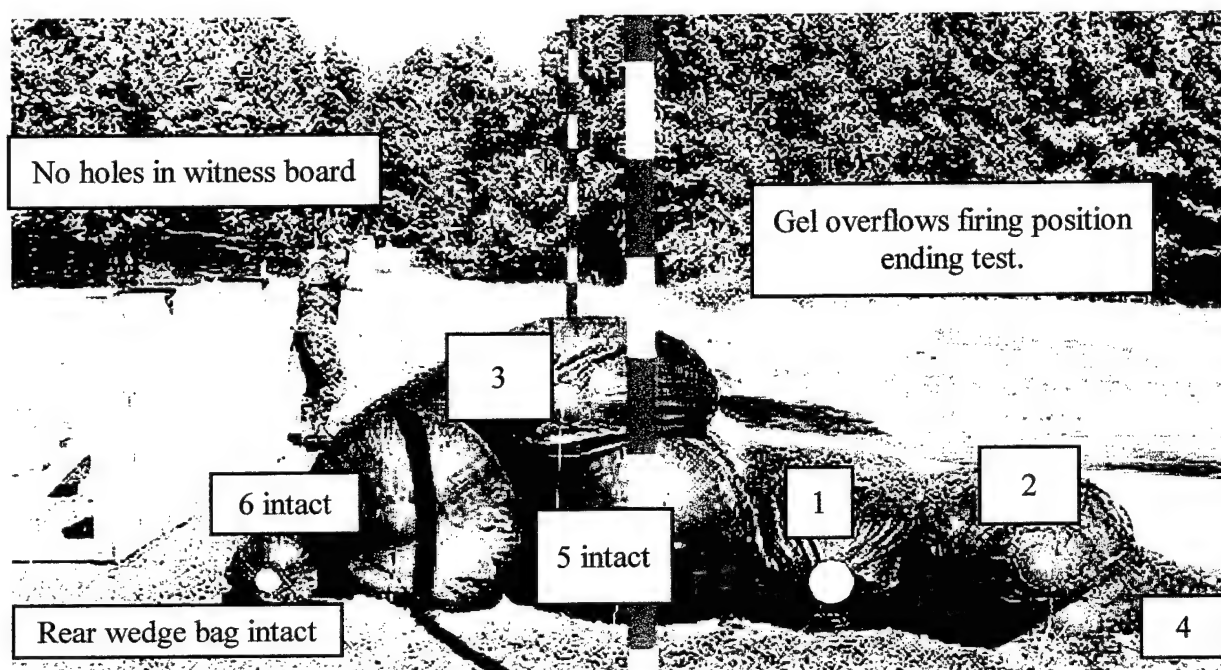 No holes in witness board
Gel overflows firing position
ending test.
3
2
1
6 intact
5 intact
4
Rear wedge bag intact